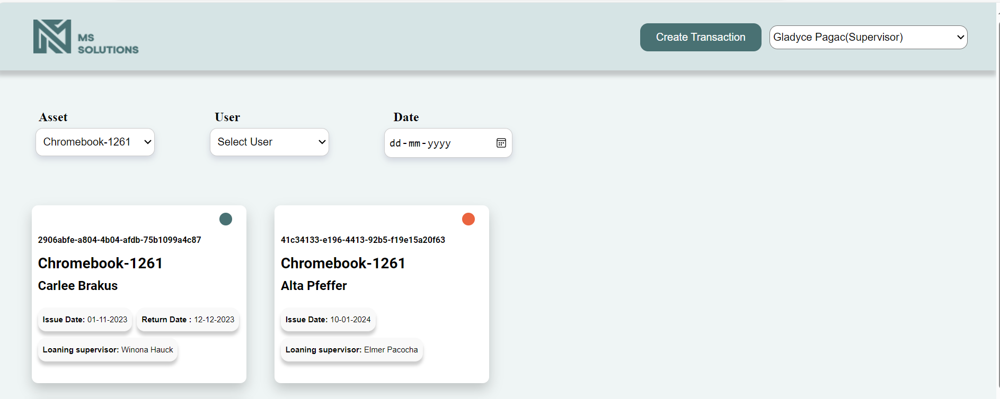 MS
SOLUTIONS
Create Transaction
Gladyce Pagac(Supervisor)
Asset
User
Date
Chromebook-1261
Select User
dd-mm-yyyy
2906abfe-a804-4b04-afdb-75b1099a4c87
Chromebook-1261
Carlee Brakus
Issue Date: 01-11-2023
Return Date : 12-12-2023
Loaning supervisor: Winona Hauck
41c34133-e196-4413-92b5-f19e15a20f63
Chromebook-1261
Alta Pfeffer
Issue Date: 10-01-2024
Loaning supervisor: Elmer Pacocha